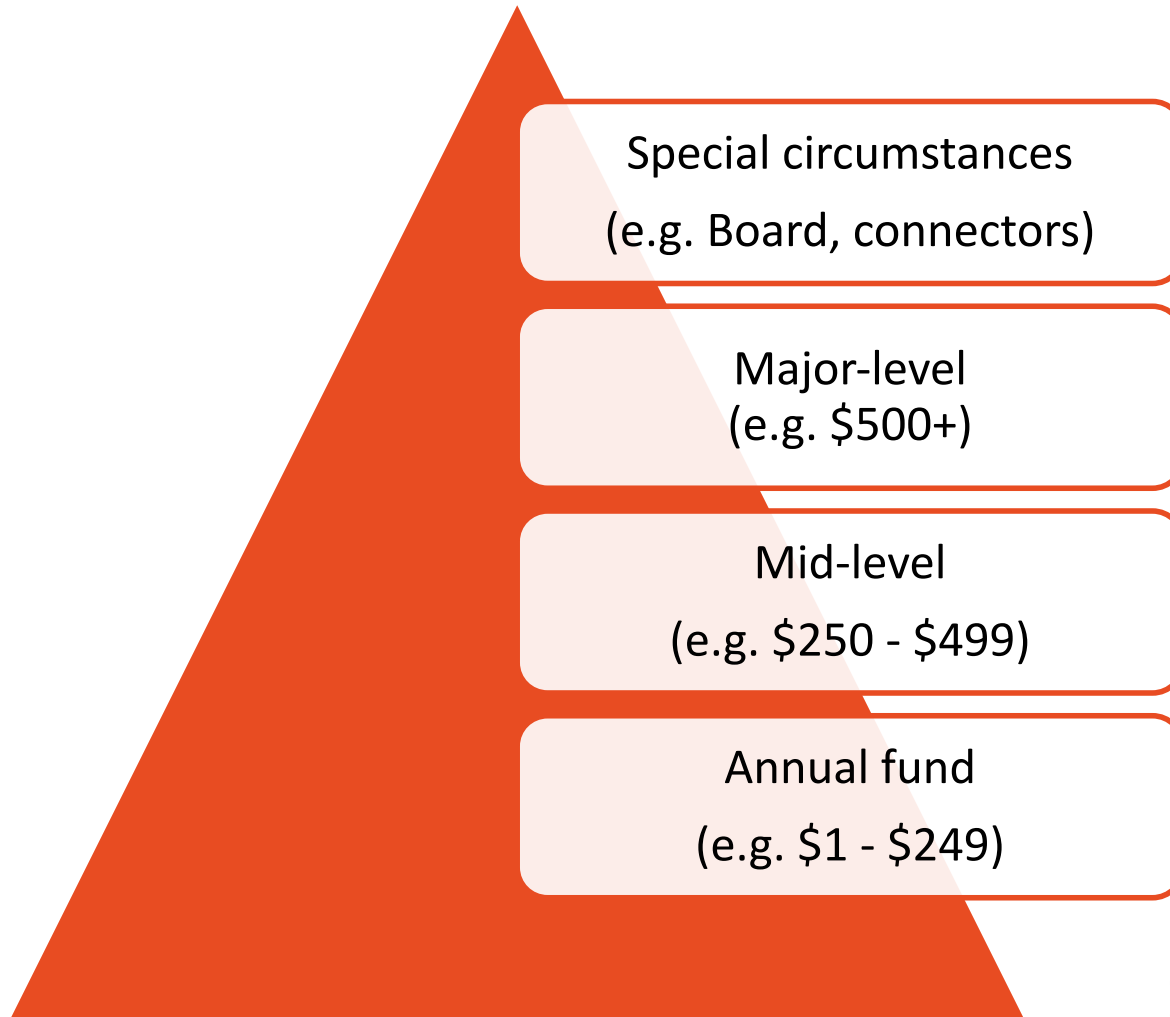 Special circumstances
(e.g. Board, connectors)
Major-level
(e.g. $500+)
Mid-level
(e.g. $250 - $499)
Annual fund
(e.g. $1 - $249)